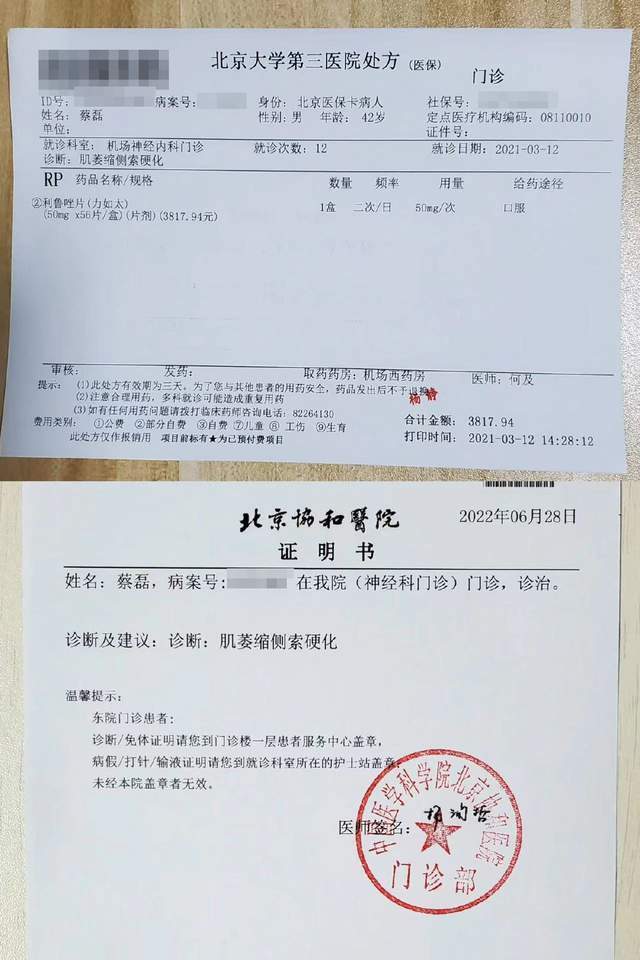 北京大学第三医院处方(医保)
门诊
ID号: 病案号: 身份: 北京医保卡病人 社保号:
姓名: 蔡磊 性别: 男 年龄: 42岁 定点医疗机构编码: 08110010
单位: 证件号:
就诊科室: 机场神经内科门诊 就诊次数: 12 就诊日期: 2021-03-12
诊断: 肌萎缩侧索硬化
RP 药品名称/规格 数量 频率 用量 给药途径
②利鲁唑片(力如太) 1盒 二次/日 50mg/次 口服
(50mg x56片/盒)(片剂)(3817.94元)
审核: 发药: 取药药房: 机场西药房 医师: 何及
提示: (1)此处方有效期为三天。为了您与其他患者的用药安全, 药品发出后不予退换
(2)注意合理用药, 多科就诊可能造成重复用药
杨静
(3)如有任何用药问题请拨打临床药师咨询电话: 82264130
合计金额: 3817.94
费用类别: ①公费 ②部分自费 ③自费 ⑦儿童 ⑥ 工伤 ⑨生育
此处方仅作报销用 项目前标有★为已预付费项目 打印时间: 2021-03-12 14:28:12
北京協和醫院
2022年06月28日
证明书
姓名: 蔡磊, 病案号: 在我院（神经科门诊）门诊, 诊治。
诊断及建议: 诊断: 肌萎缩侧索硬化
温馨提示:
东院门诊患者:
诊断/免体证明请您到门诊楼一层患者服务中心盖章,
病假/打针/输液证明请您到就诊科室所在的护士站盖章;
未经本院盖章者无效。
医师签名:
中国医学科学院北京协和医院
门诊部